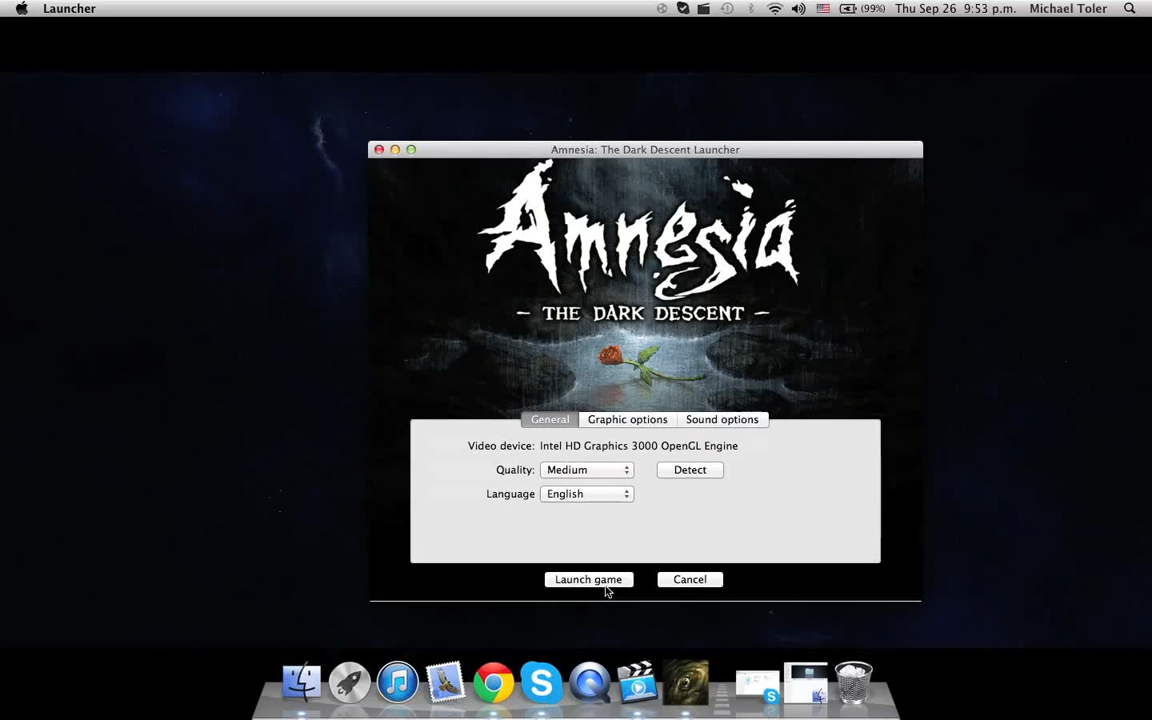 Launcher
(99%) Thu Sep 26 9:53 p.m. Michael Toler
Amnesia: The Dark Descent Launcher
Amnesia
- THE DARK DESCENT -
General Graphic options Sound options
Video device: Intel HD Graphics 3000 OpenGL Engine
Quality: Medium Detect
Language English
Launch game Cancel